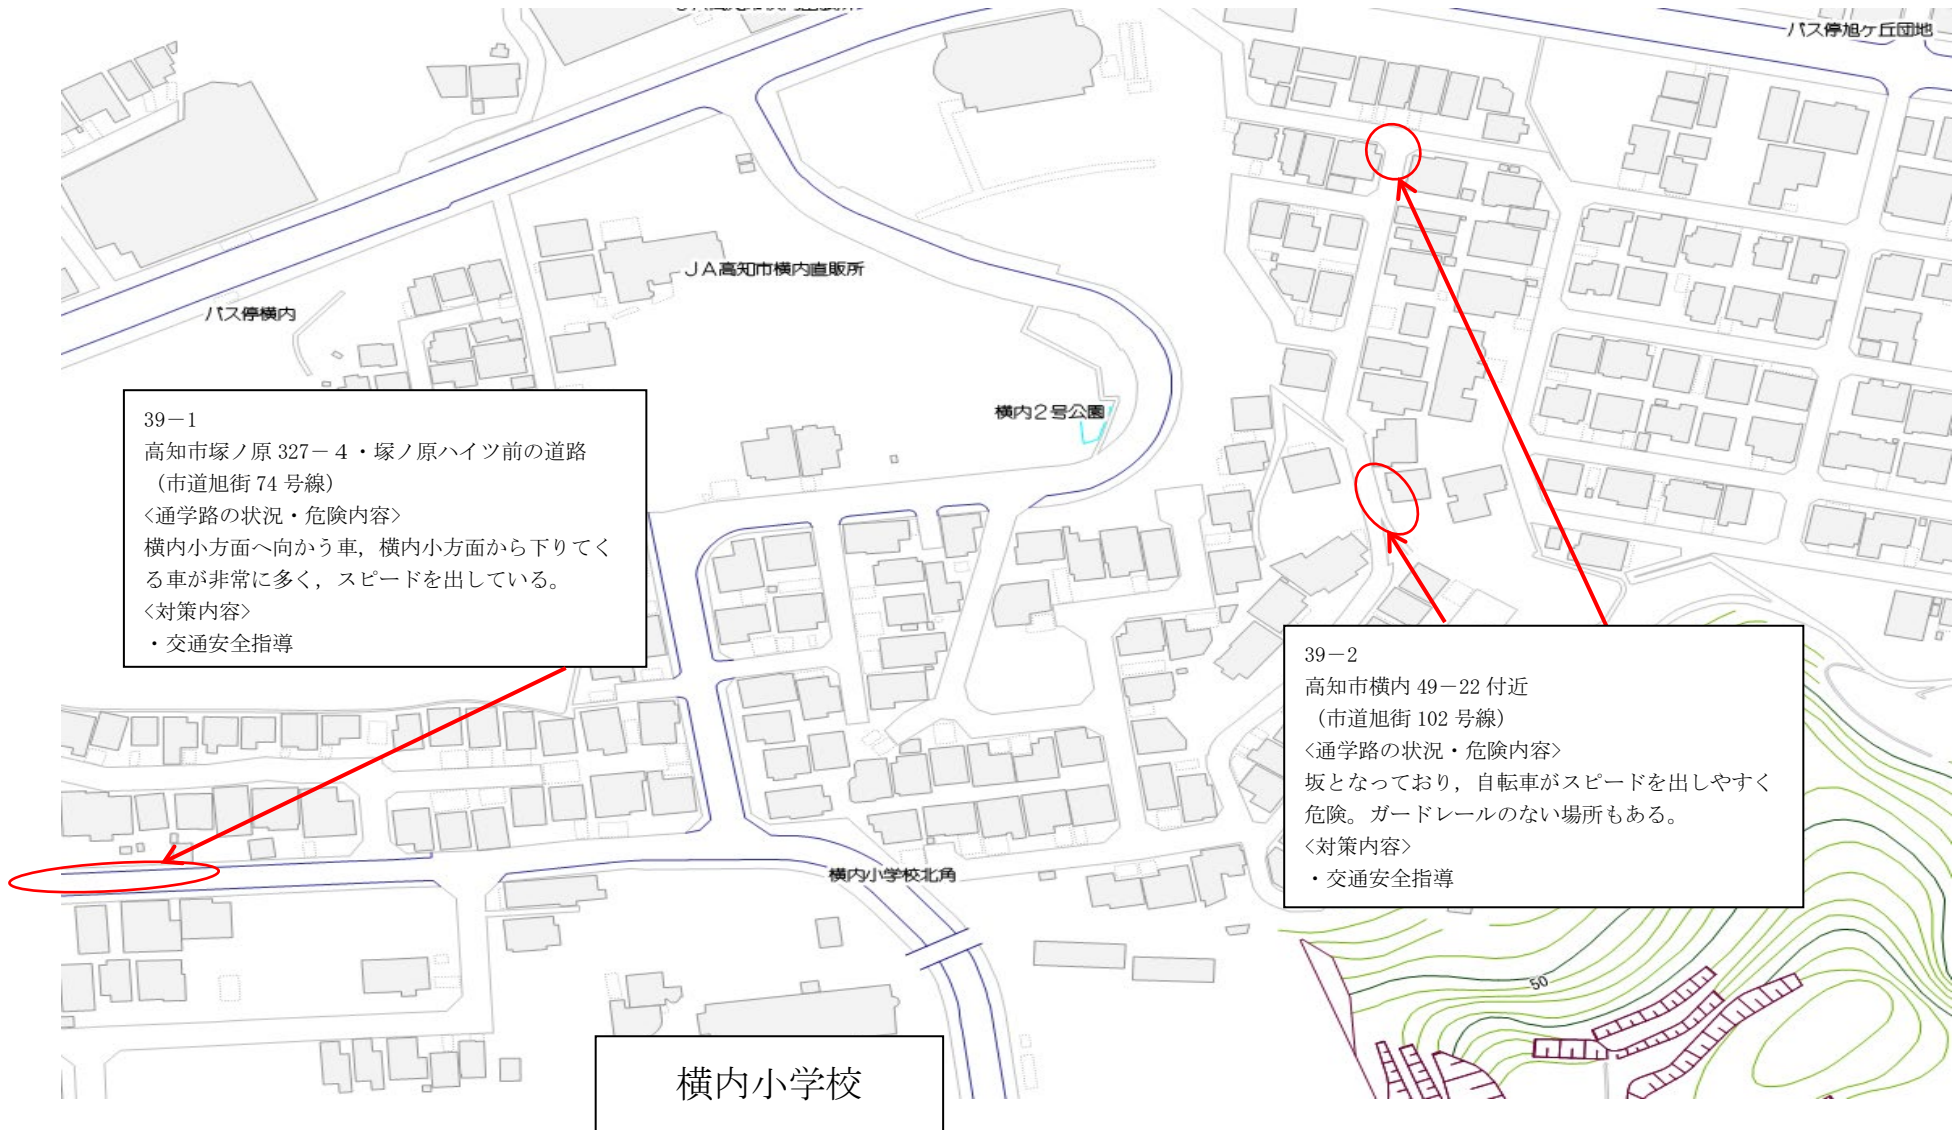 バス停旭ヶ丘団地
JA高知市横内直販所
バス停横内
横内2号公園
39－1
高知市塚ノ原 327－４・塚ノ原ハイツ前の道路
（市道旭街 74 号線）
<通学路の状況・危険内容>
横内小方面へ向かう車，横内小方面から下りてく
る車が非常に多く，スピードを出している。
<対策内容>
・交通安全指導
39－2
高知市横内 49－22 付近
（市道旭街 102 号線）
<通学路の状況・危険内容>
坂となっており，自転車がスピードを出しやすく
危険。ガードレールのない場所もある。
<対策内容>
・交通安全指導
横内小学校北角
50
横内小学校